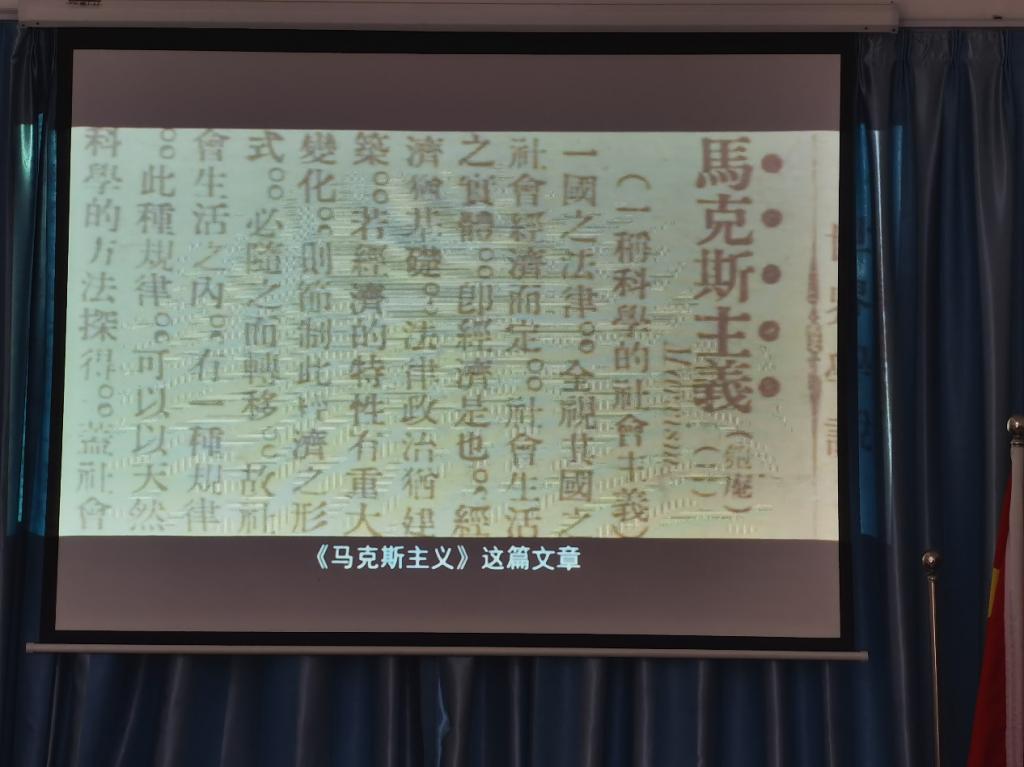 馬克斯主義（二）
（一稱科學的社會主義）
Marxisme
一國之法律。。全視其國之
社會經濟而定。。社會生活
之實體。。卽經濟是也。。經
濟猶基礎。。法律政治猶建
築。。若經濟的特性有重大
變化。。則節制此經濟之形
式。。必隨之而轉移。。故社
會生活之內。。有一種規律
。。此種規律。。可以以天然
科學的方法探得。。蓋社會
《马克斯主义》这篇文章